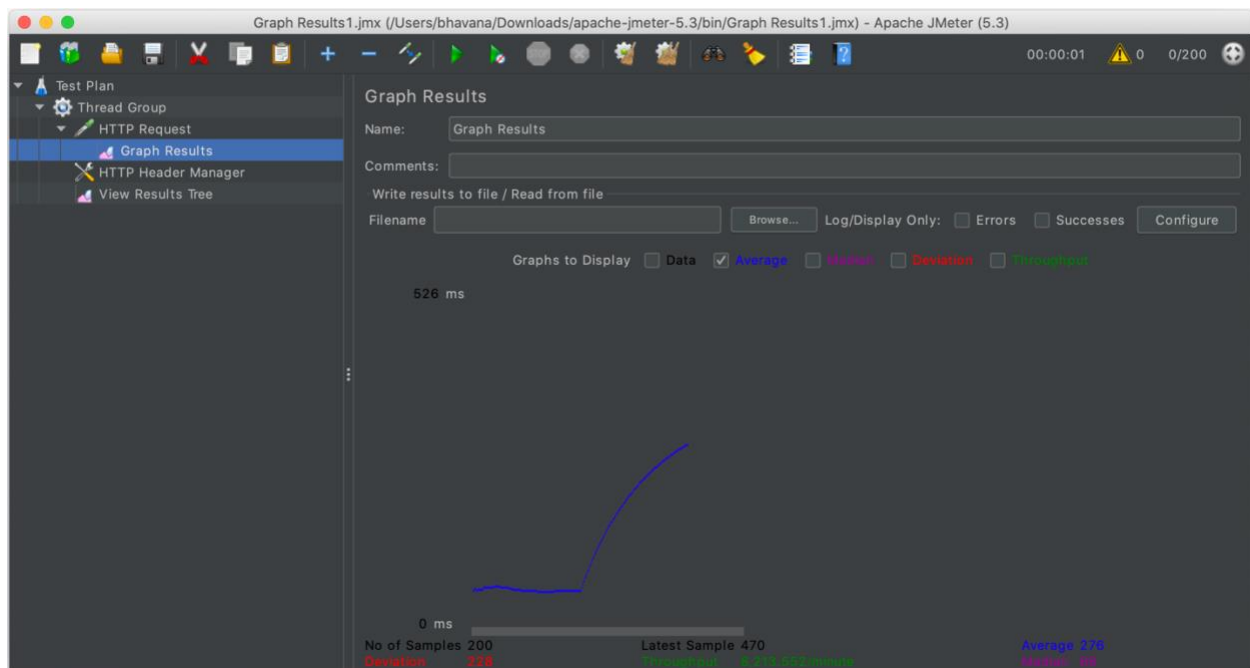 Graph Results1.jmx (/Users/bhavana/Downloads/apache-jmeter-5.3/bin/Graph Results1.jmx) - Apache JMeter (5.3)
00:00:01 0 0/200
Test Plan
Thread Group
HTTP Request
Graph Results
HTTP Header Manager
View Results Tree
Graph Results
Name: Graph Results
Comments:
Write results to file / Read from file
Filename Browse... Log/Display Only: Errors Successes Configure
Graphs to Display Data Average Median Deviation Throughput
526 ms
0 ms
No of Samples 200 Latest Sample 470 Average 276
Deviation 228 Throughput